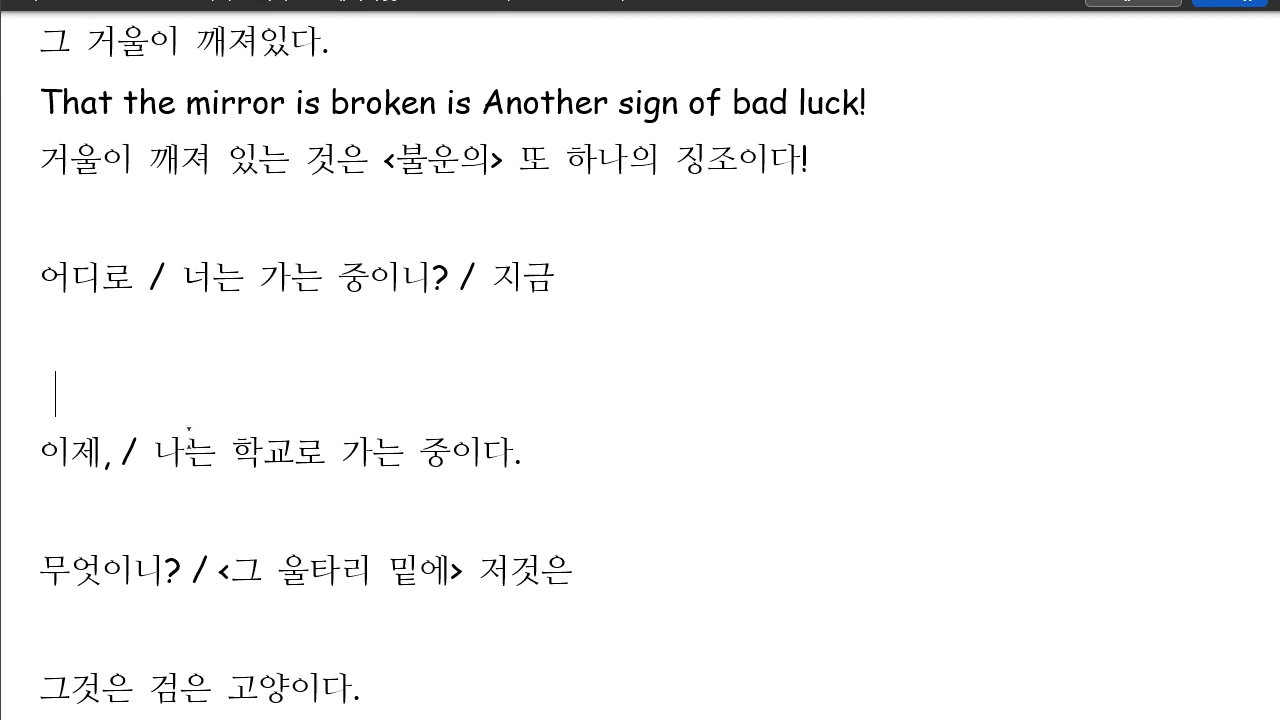 그 거울이 깨져있다.
That the mirror is broken is Another sign of bad luck!
거울이 깨져 있는 것은 <불운의> 또 하나의 징조이다!
어디로 / 너는 가는 중이니? / 지금
이제, / 나는 학교로 가는 중이다.
무엇이니? / <그 울타리 밑에> 저것은
그것은 검은 고양이다.